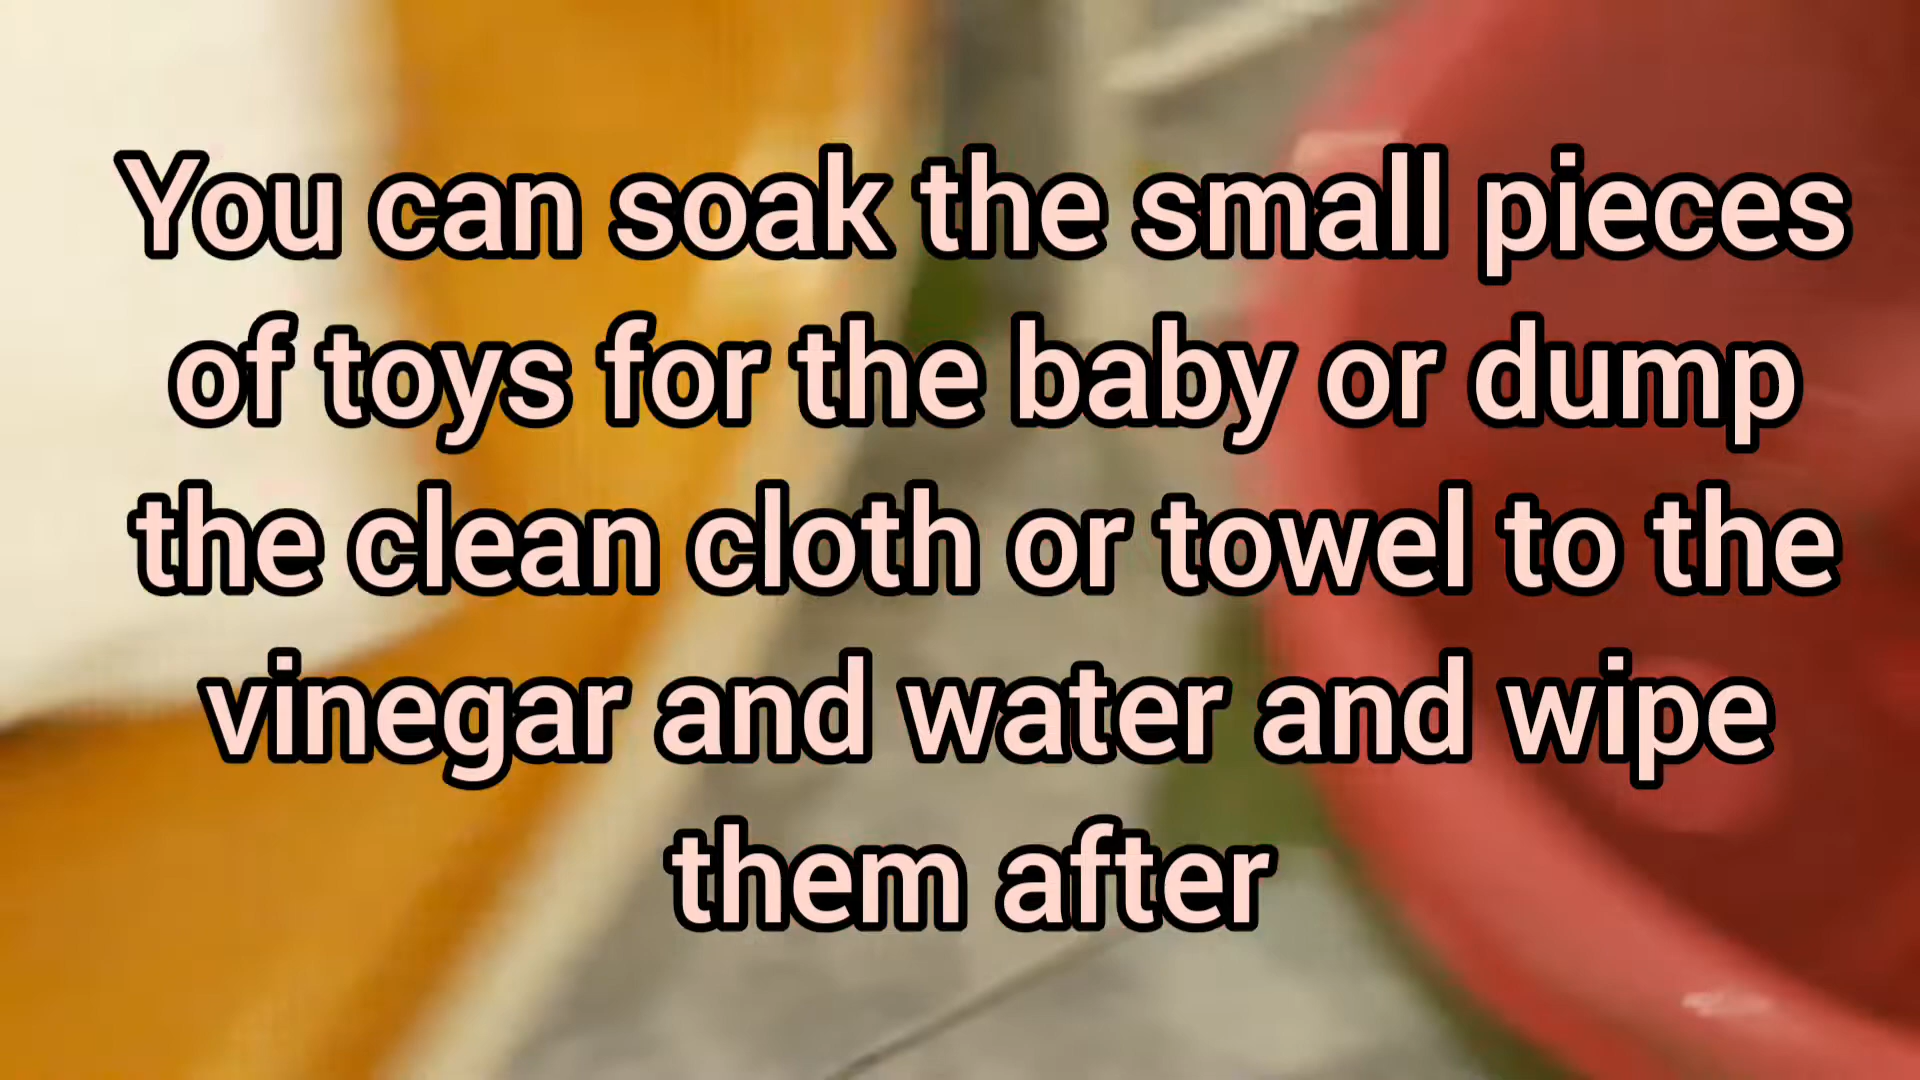 You can soak the small pieces
of toys for the baby or dump
the clean cloth or towel to the
vinegar and water and wipe
them after